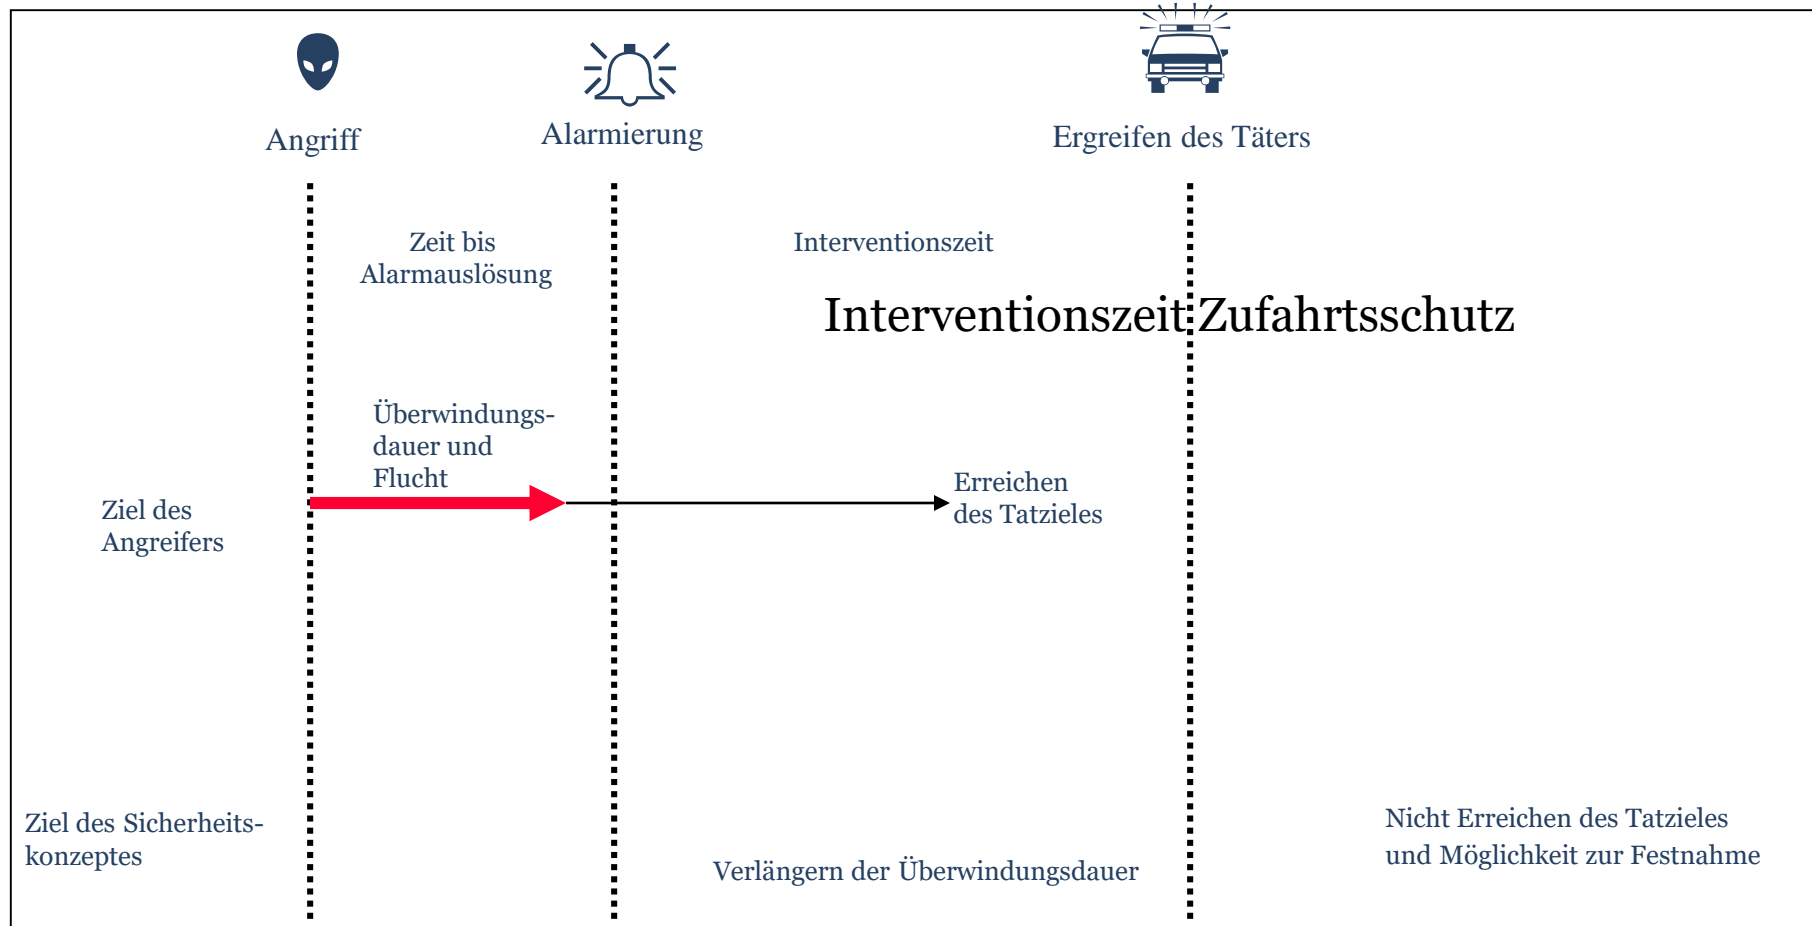 Angriff
Alarmierung
Ergreifen des Täters
Zeit bis
Alarmauslösung
Interventionszeit
Interventionszeit Zufahrtsschutz
Überwindungs-
dauer und
Flucht
Ziel des
Angreifers
Erreichen
des Tatzieles
Ziel des Sicherheits-
konzeptes
Verlängern der Überwindungsdauer
Nicht Erreichen des Tatzieles
und Möglichkeit zur Festnahme